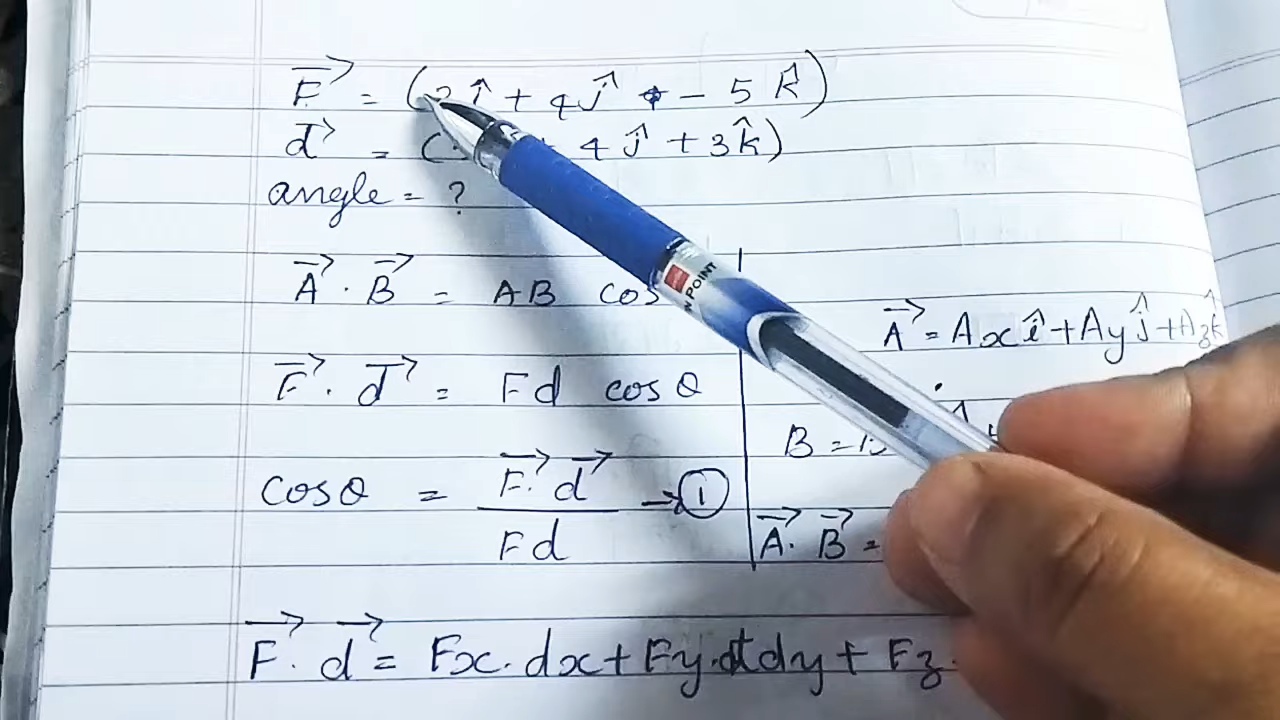 F⃗ = (3î + 4ĵ - 5k̂)
d⃗ = ( + 4ĵ + 3k̂)
angle = ?
A⃗ · B⃗ = AB cos
F⃗ · d⃗ = Fd cosθ
cosθ = F⃗ · d⃗ / Fd → ①
A⃗ = Axî + Ayĵ + Azk̂
B =
A⃗ · B⃗ =
F⃗ · d⃗ = Fx · dx + Fy · dy + Fz ·
POINT